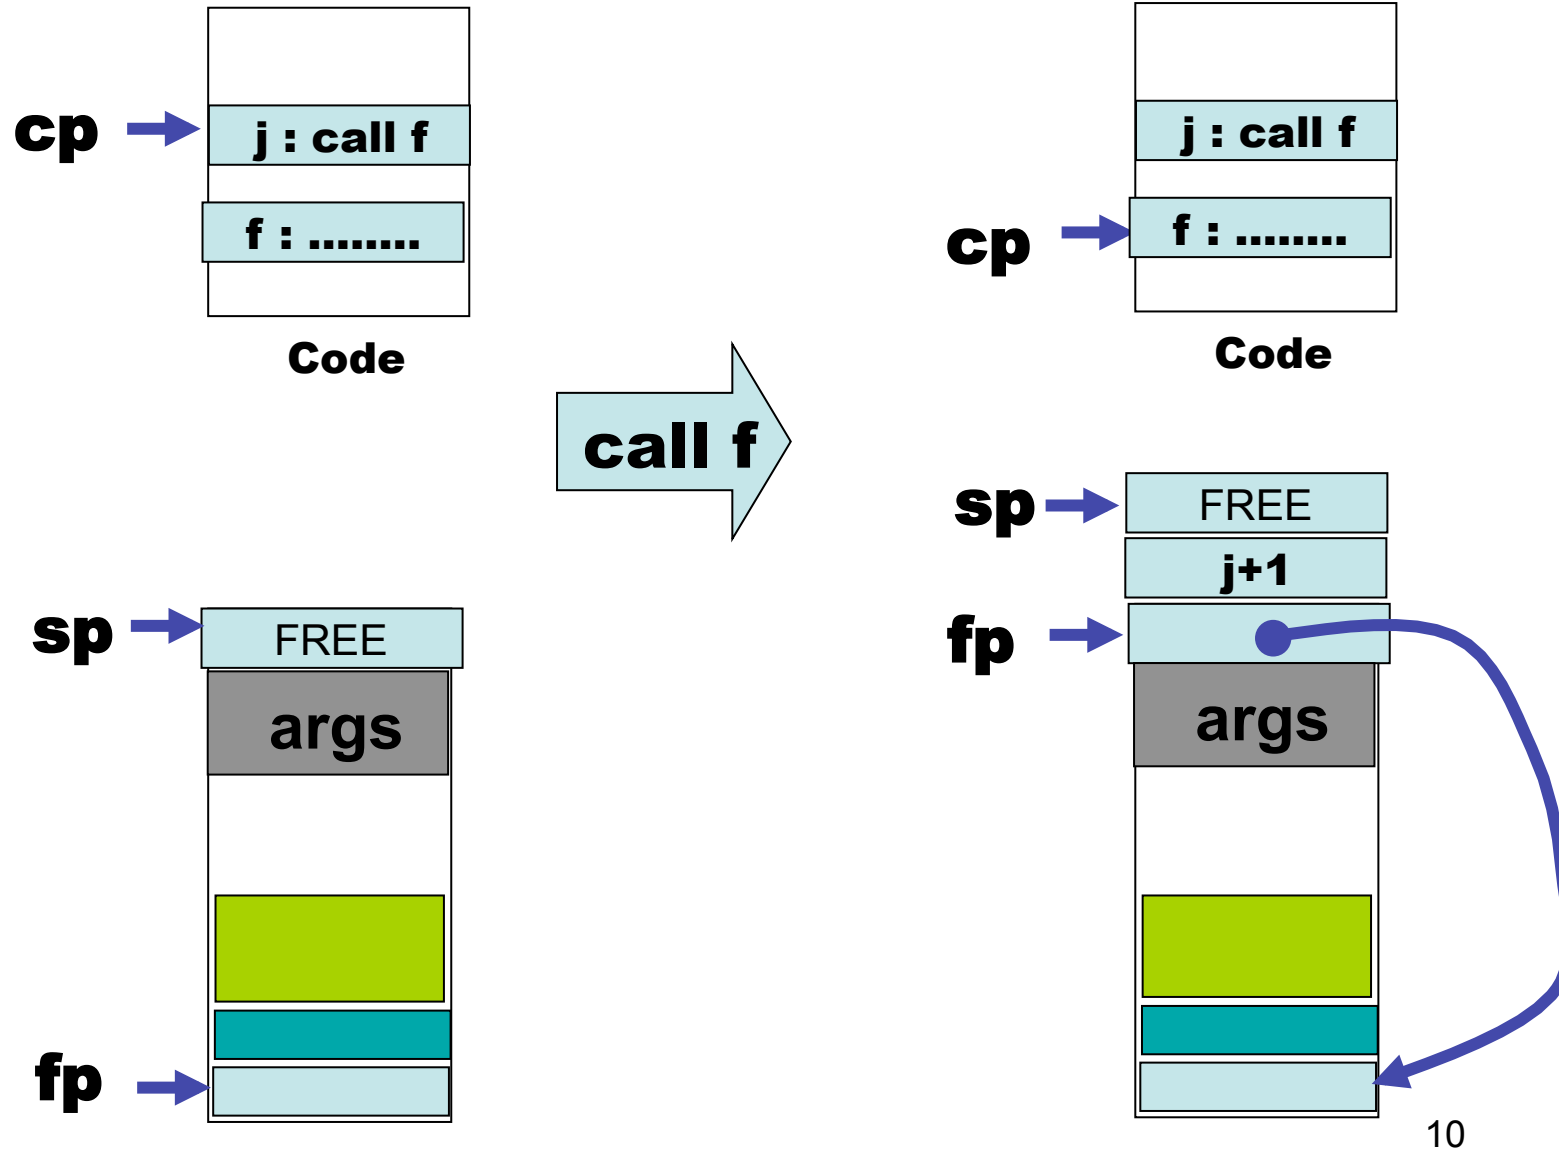 cp
j : call f
f : ........
Code
call f
sp
FREE
args
fp
j : call f
cp
f : ........
Code
sp
FREE
j+1
fp
args
10